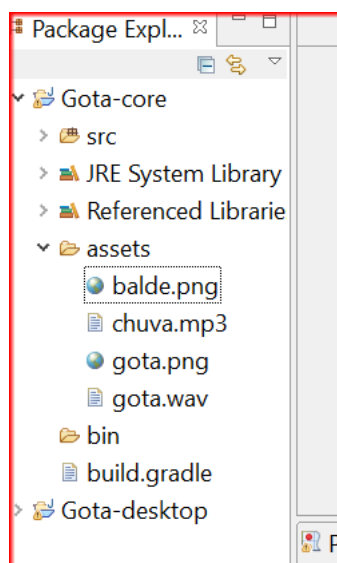 Package Expl...
Gota-core
src
JRE System Library
Referenced Librarie
assets
balde.png
chuva.mp3
gota.png
gota.wav
bin
build.gradle
Gota-desktop
P